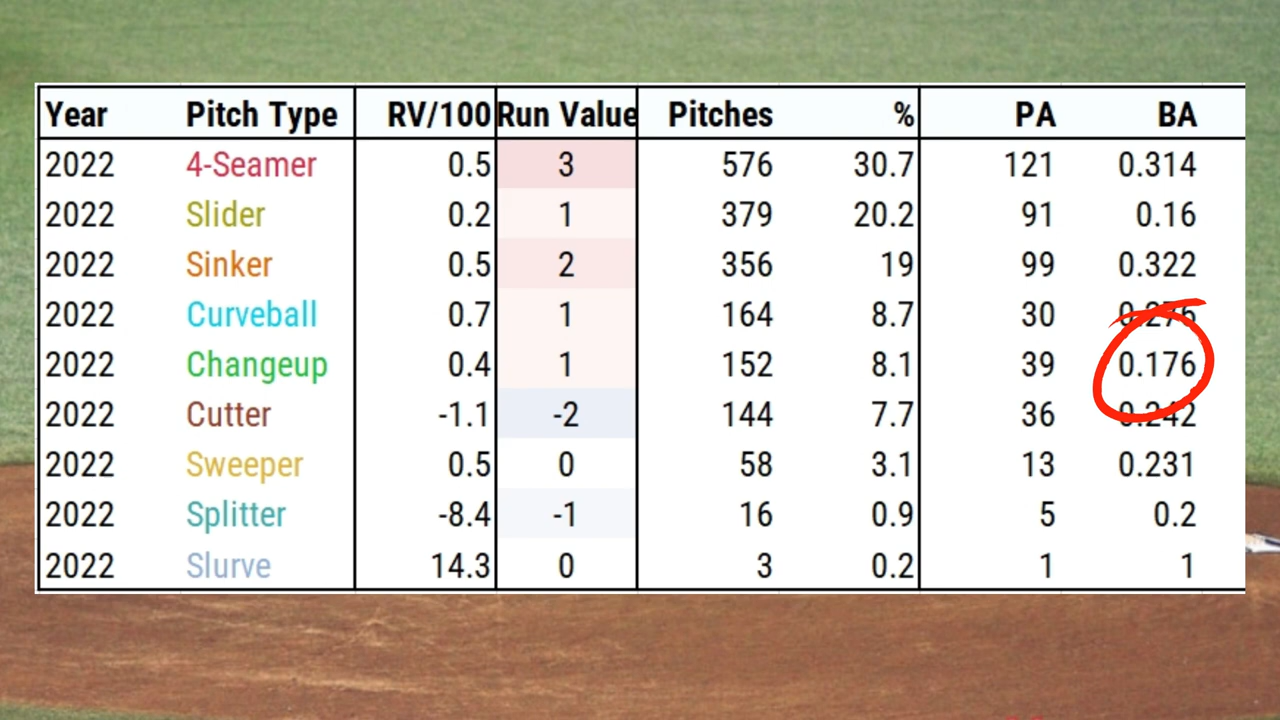 Year Pitch Type RV/100 Run Value Pitches % PA BA
2022 4-Seamer 0.5 3 576 30.7 121 0.314
2022 Slider 0.2 1 379 20.2 91 0.16
2022 Sinker 0.5 2 356 19 99 0.322
2022 Curveball 0.7 1 164 8.7 30 0.276
2022 Changeup 0.4 1 152 8.1 39 0.176
2022 Cutter -1.1 -2 144 7.7 36 0.242
2022 Sweeper 0.5 0 58 3.1 13 0.231
2022 Splitter -8.4 -1 16 0.9 5 0.2
2022 Slurve 14.3 0 3 0.2 1 1